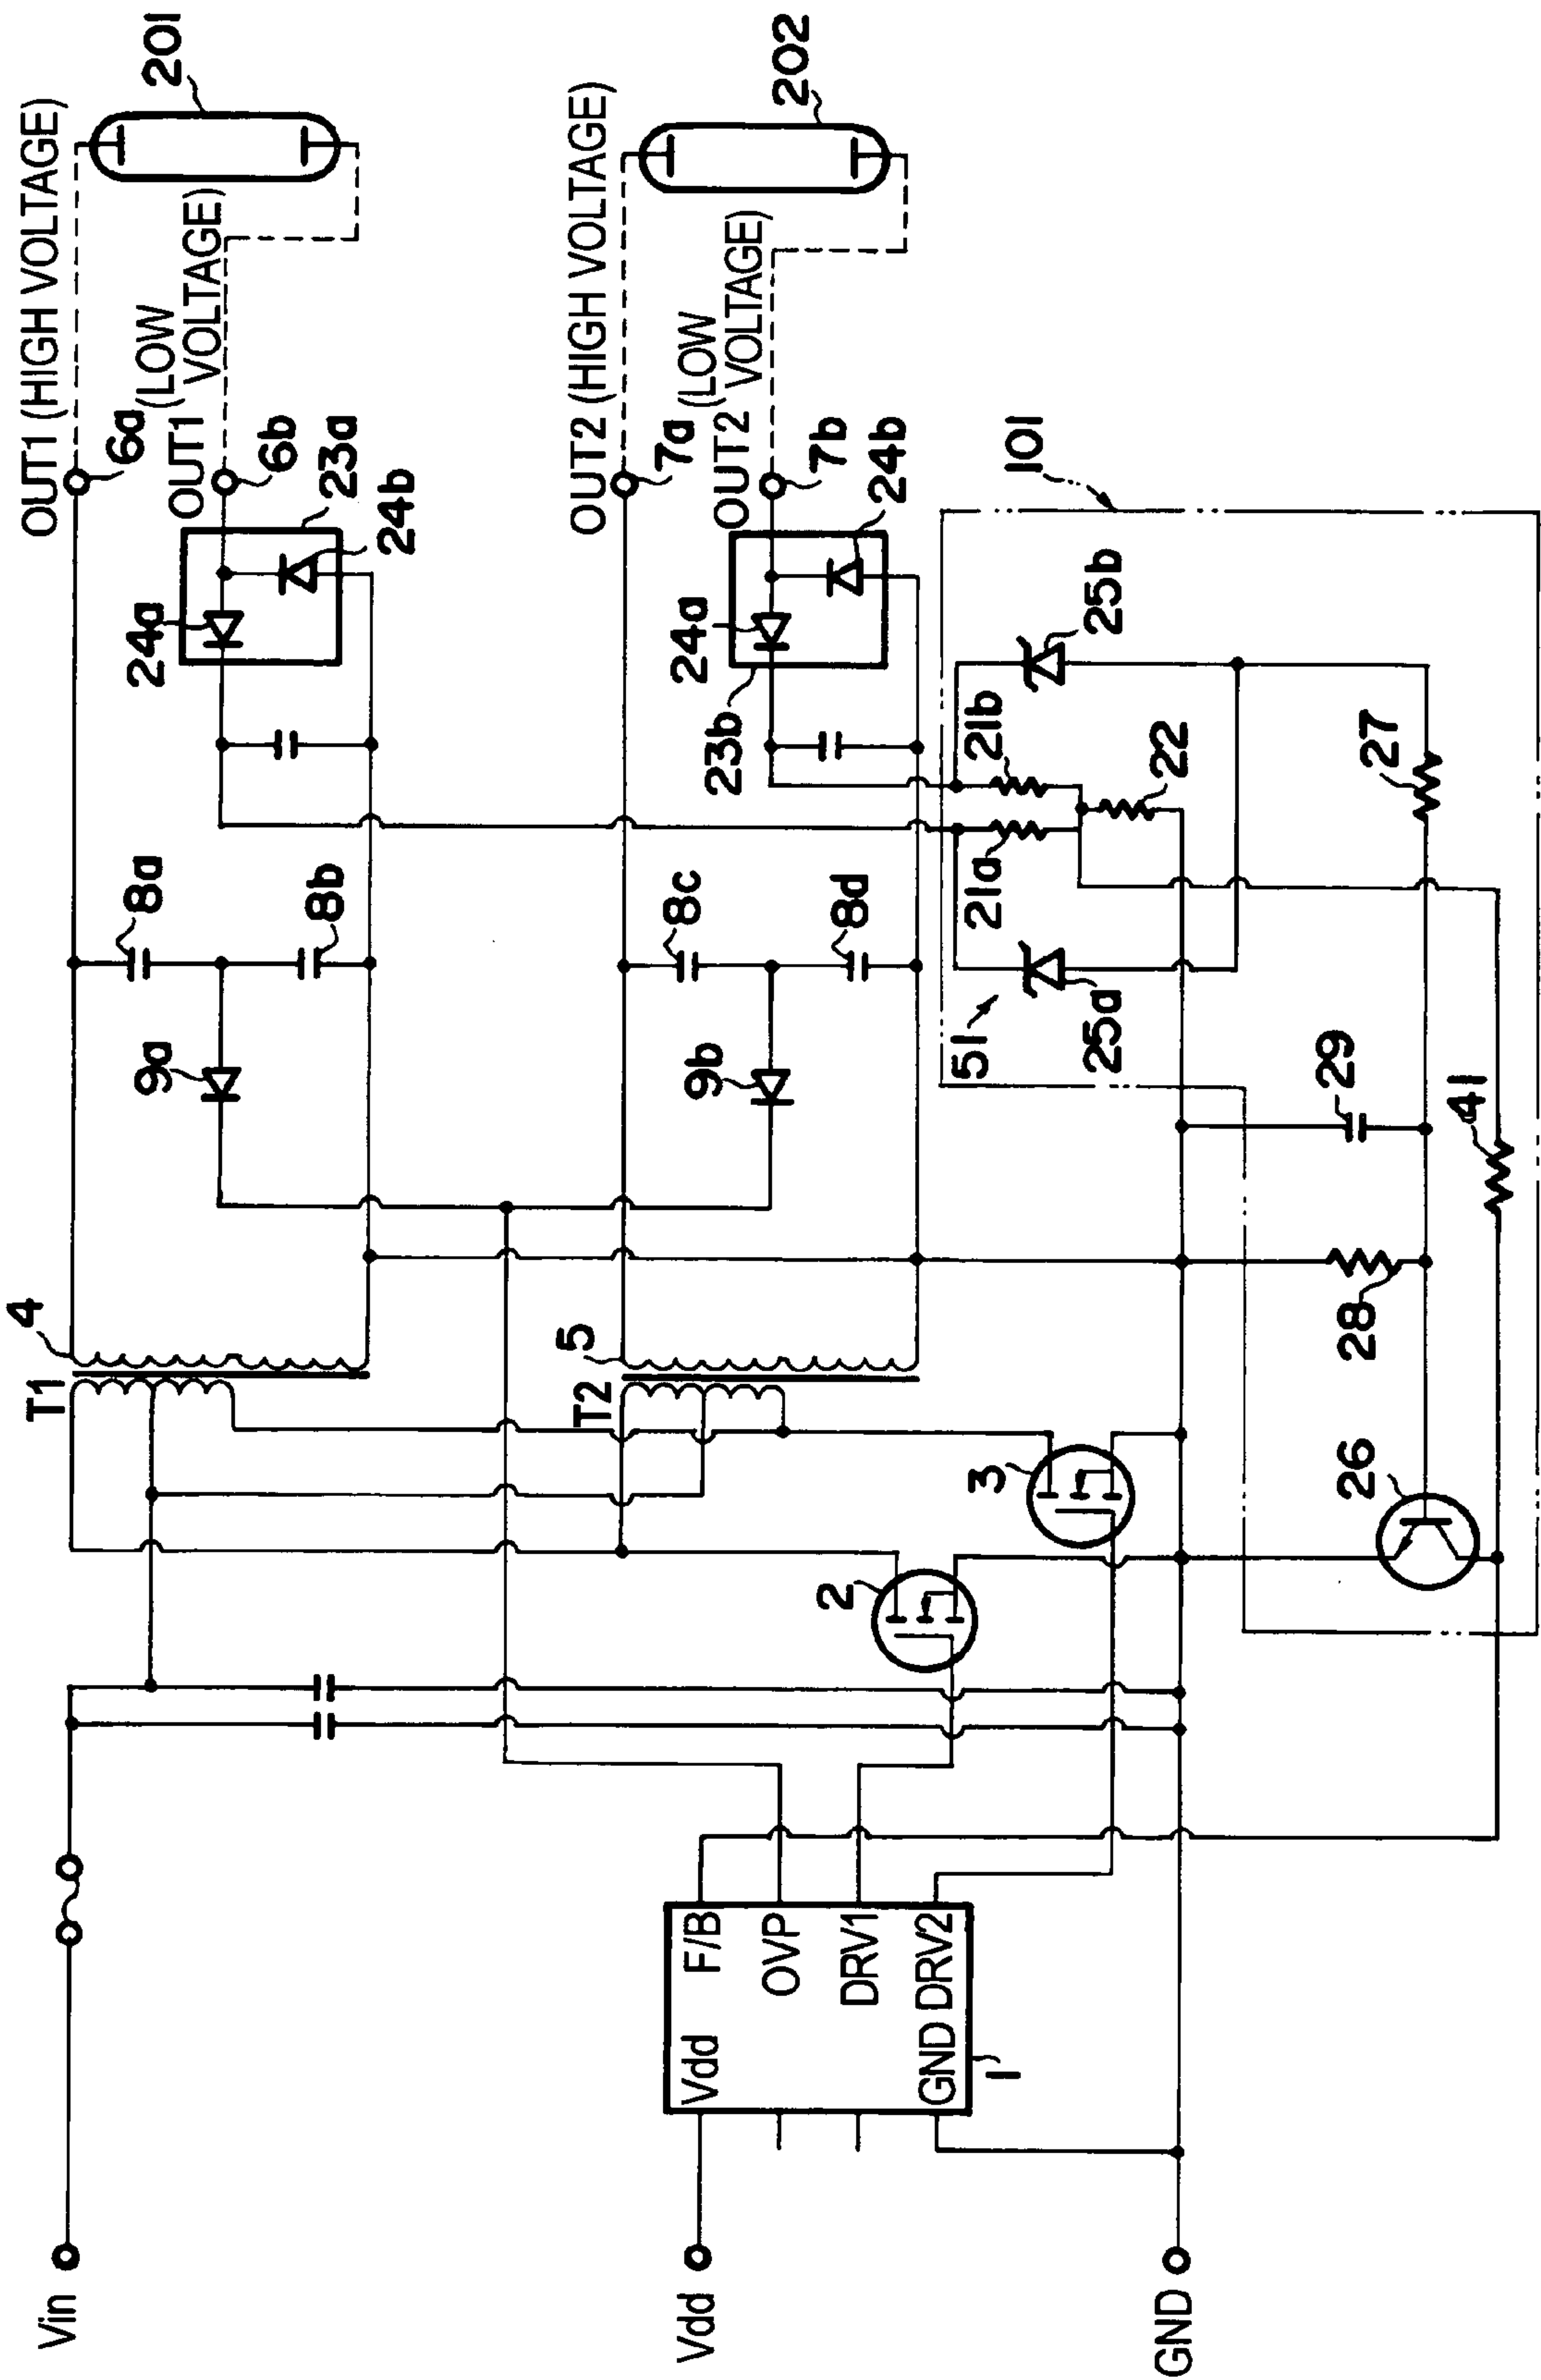 Vin
Vdd
GND
Vdd
GND
F/B
OVP
DRV1
DRV2
1
T1
4
T2
5
2
3
9a
9b
8a
8b
8c
8d
24a
23a
24b
24a
23b
24b
OUT1 (HIGH VOLTAGE)
6a
OUT1 (LOW
VOLTAGE)
6b
OUT2 (HIGH VOLTAGE)
7a
OUT2 (LOW
VOLTAGE)
7b
201
202
101
51
25a
25b
21a
21b
22
27
28
29
41
26